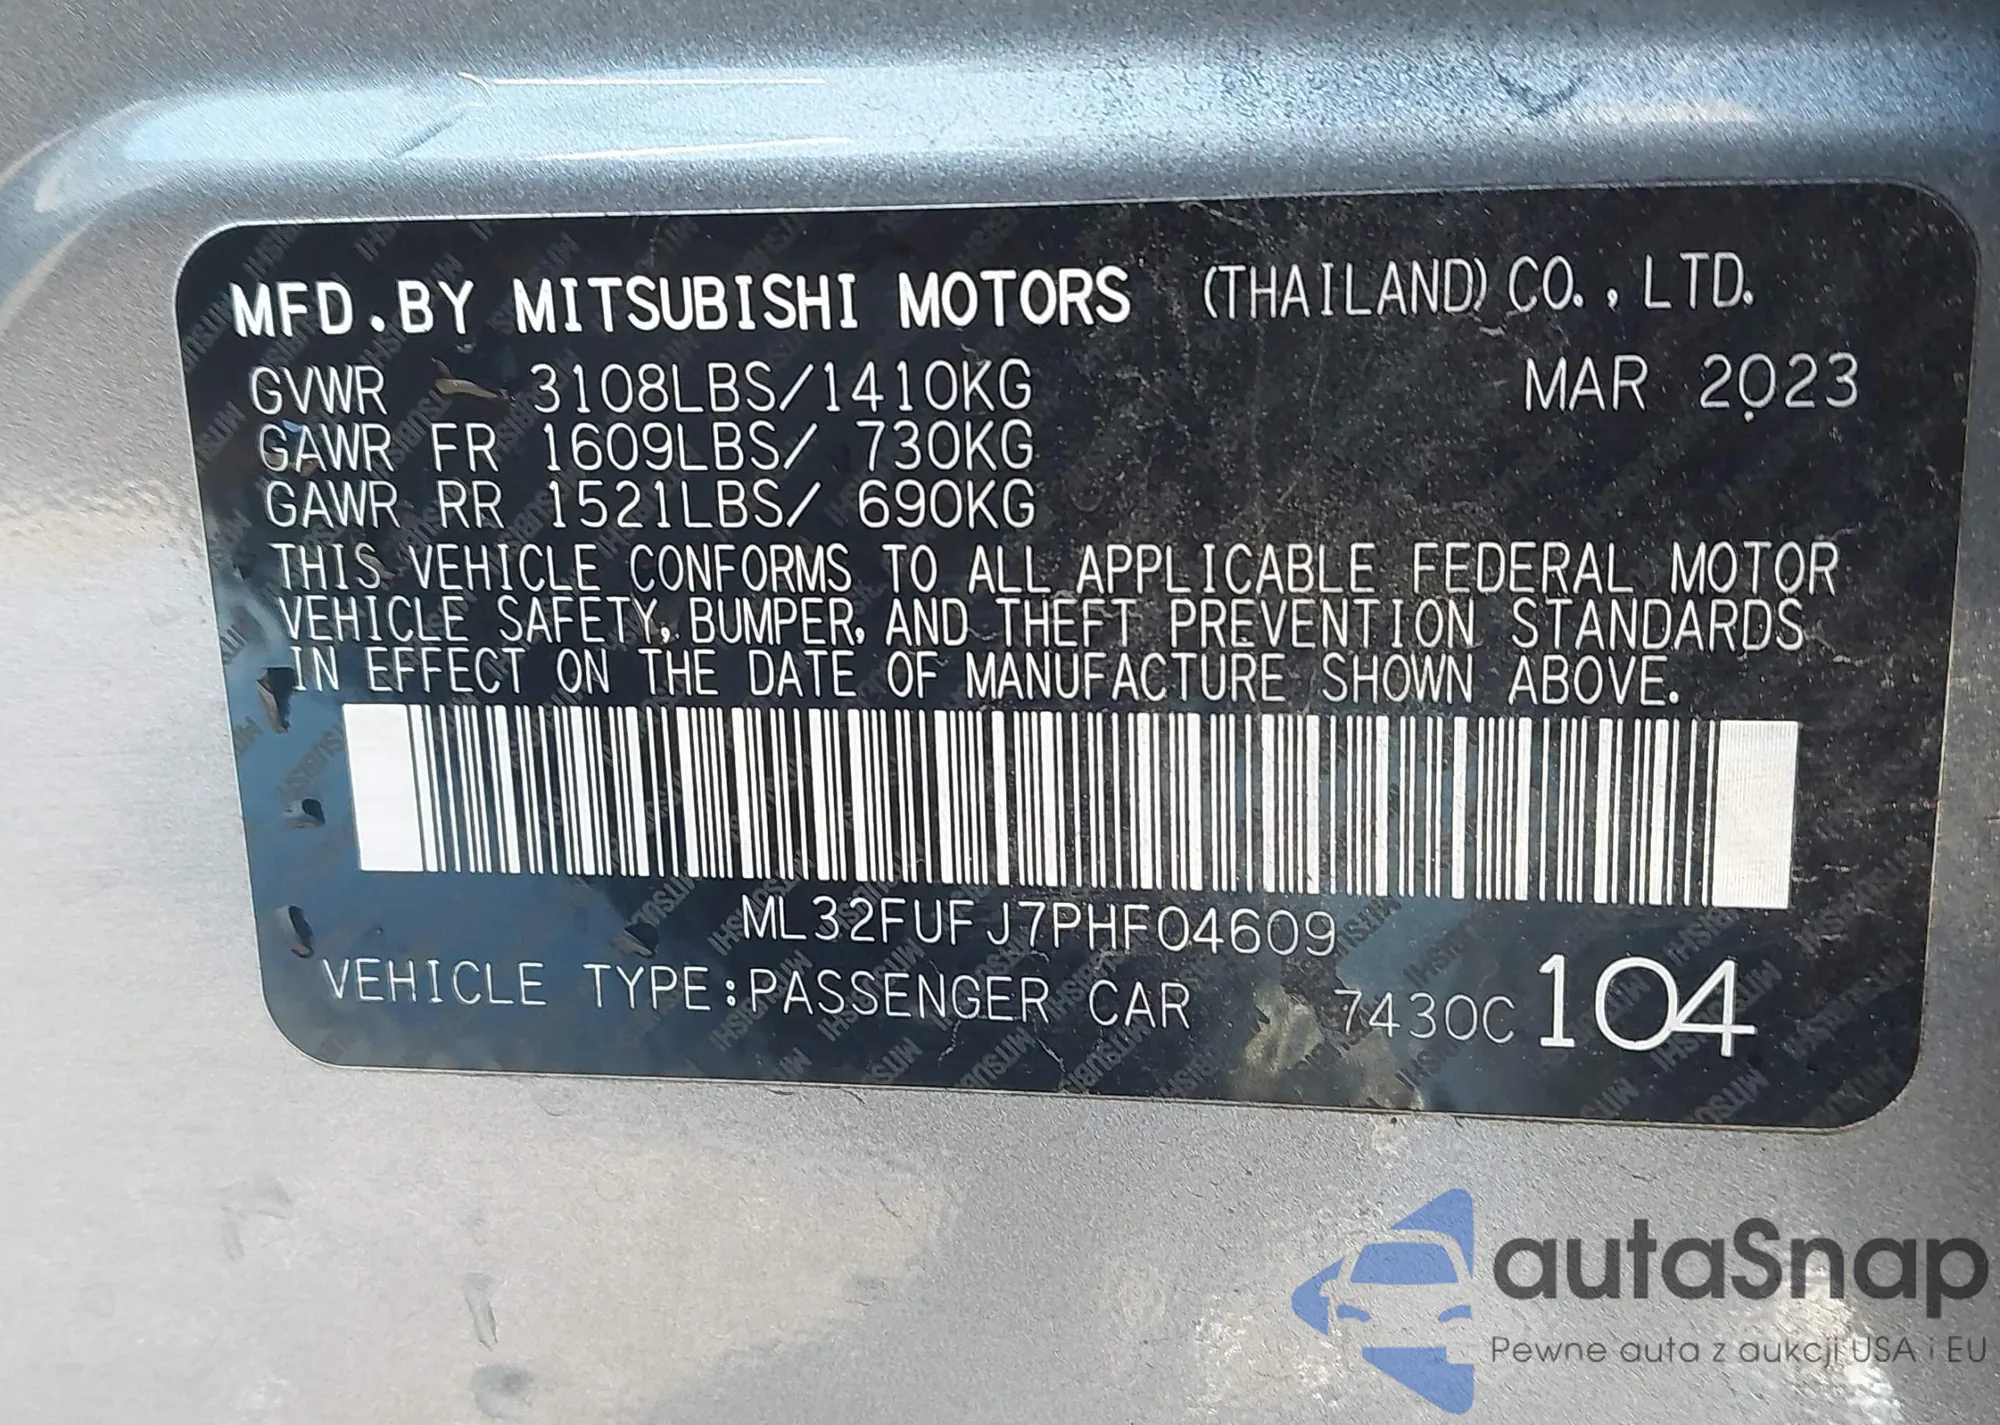 MFD.BY MITSUBISHI MOTORS (THAILAND) CO., LTD.
GVWR 3108LBS/1410KG MAR 2023
GAWR FR 1609LBS/ 730KG
GAWR RR 1521LBS/ 690KG
THIS VEHICLE CONFORMS TO ALL APPLICABLE FEDERAL MOTOR
VEHICLE SAFETY, BUMPER, AND THEFT PREVENTION STANDARDS
IN EFFECT ON THE DATE OF MANUFACTURE SHOWN ABOVE.
ML32FUFJ7PHF04609
VEHICLE TYPE:PASSENGER CAR 7430C 104
autaSnap
Pewne auta z aukcji USA i EU